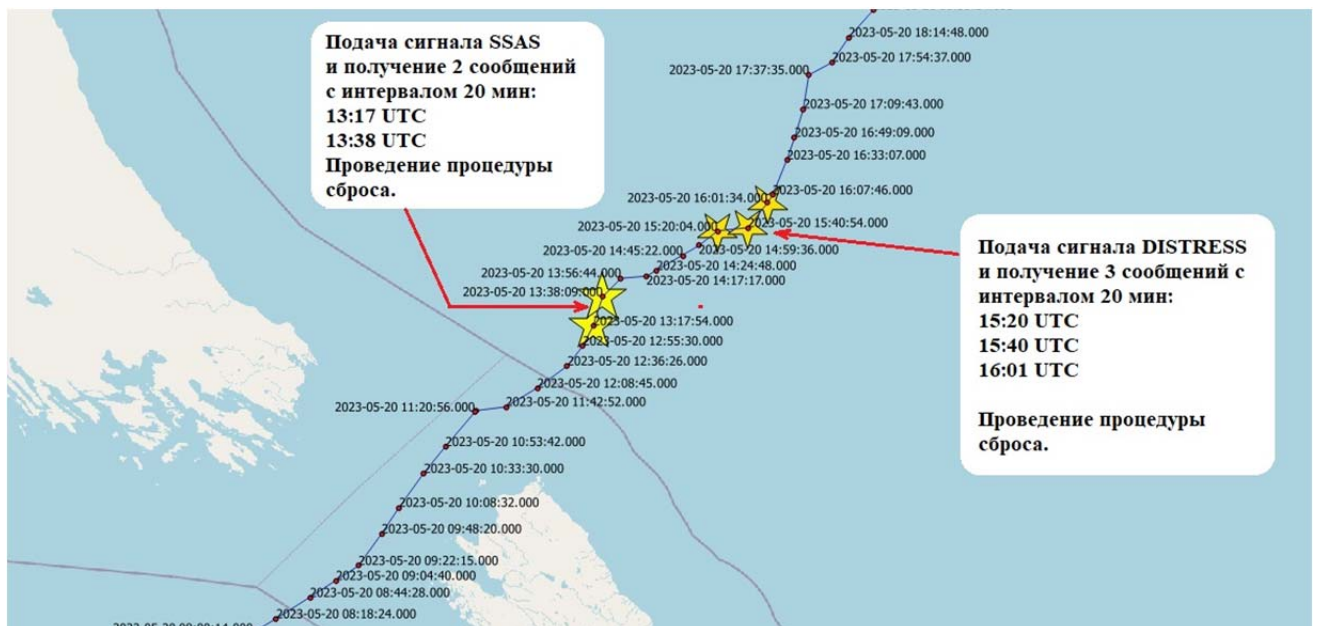 Подача сигнала SSAS
и получение 2 сообщений
с интервалом 20 мин:
13:17 UTC
13:38 UTC
Проведение процедуры
сброса.
2023-05-20 18:14:48.000
2023-05-20 17:54:37.000
2023-05-20 17:37:35.000
2023-05-20 17:09:43.000
2023-05-20 16:49:09.000
2023-05-20 16:33:07.000
2023-05-20 16:07:46.000
2023-05-20 16:01:34.000
2023-05-20 15:40:54.000
2023-05-20 15:20:04.000
2023-05-20 14:59:36.000
2023-05-20 14:45:22.000
2023-05-20 14:24:48.000
2023-05-20 14:17:17.000
2023-05-20 13:56:44.000
2023-05-20 13:38:09.000
2023-05-20 13:17:54.000
2023-05-20 12:55:30.000
2023-05-20 12:36:26.000
2023-05-20 12:08:45.000
2023-05-20 11:42:52.000
2023-05-20 11:20:56.000
2023-05-20 10:53:42.000
2023-05-20 10:33:30.000
2023-05-20 10:08:32.000
2023-05-20 09:48:20.000
2023-05-20 09:22:15.000
2023-05-20 09:04:40.000
2023-05-20 08:44:28.000
2023-05-20 08:18:24.000
Подача сигнала DISTRESS
и получение 3 сообщений с
интервалом 20 мин:
15:20 UTC
15:40 UTC
16:01 UTC
Проведение процедуры
сброса.